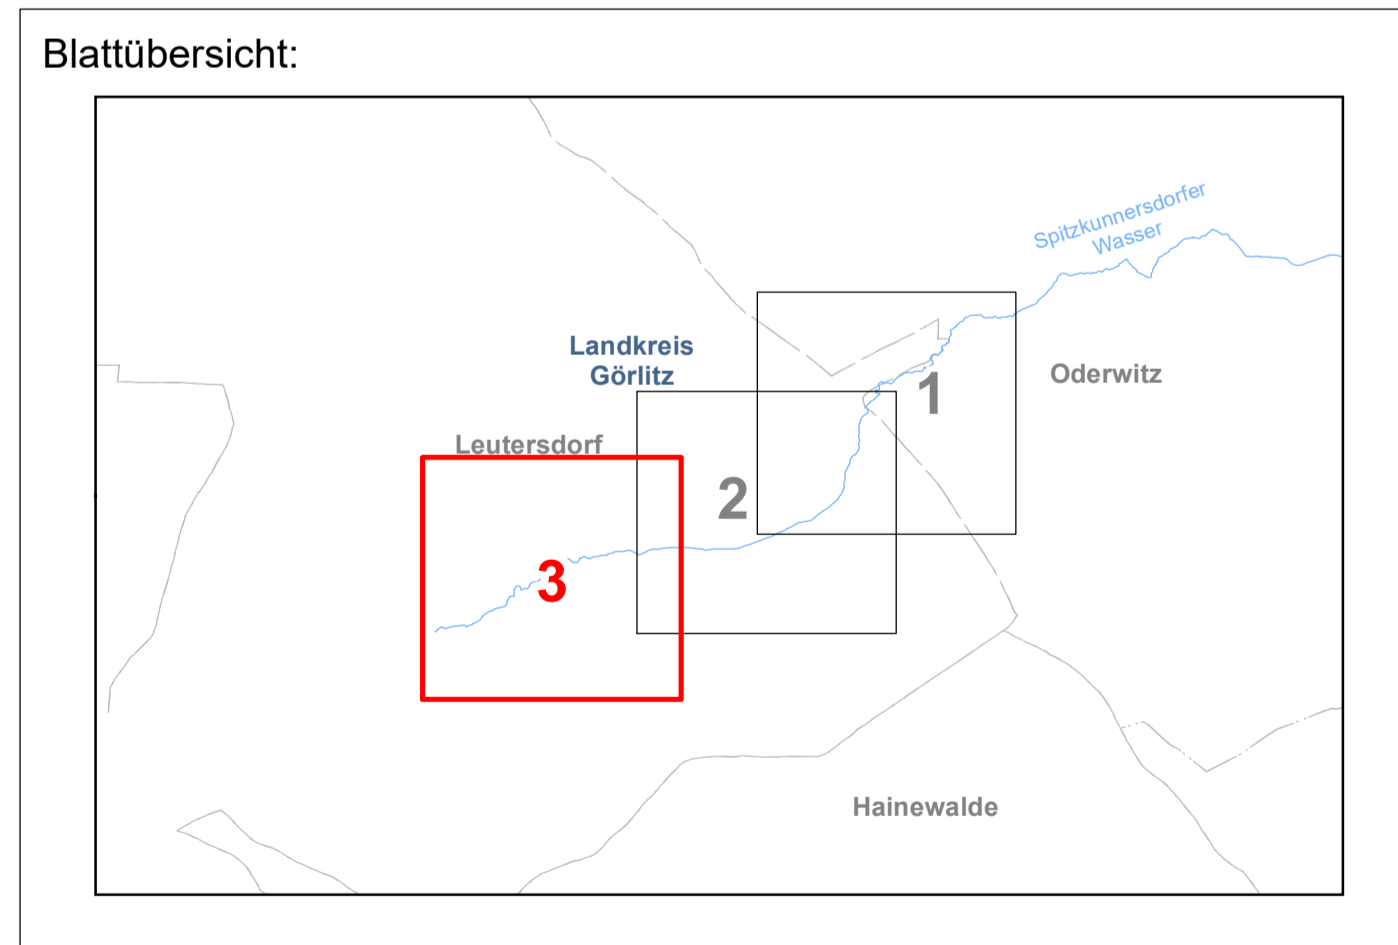 Blattübersicht:
Spitzkunnersdorfer
Wasser
Landkreis
Görlitz
Oderwitz
1
Leutersdorf
2
3
Hainewalde